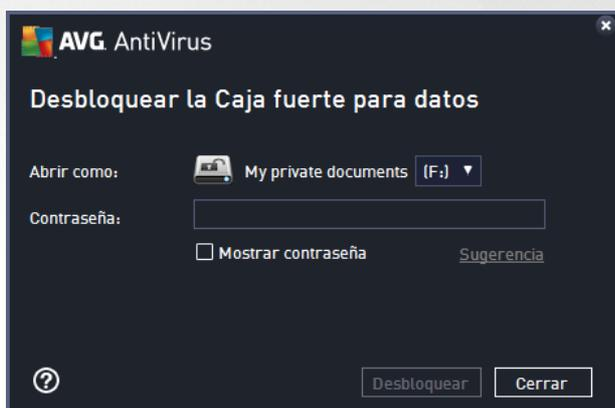 AVG AntiVirus
Desbloquear la Caja fuerte para datos
Abrir como: My private documents (F:)
Contraseña:
Mostrar contraseña Sugerencia
Desbloquear Cerrar